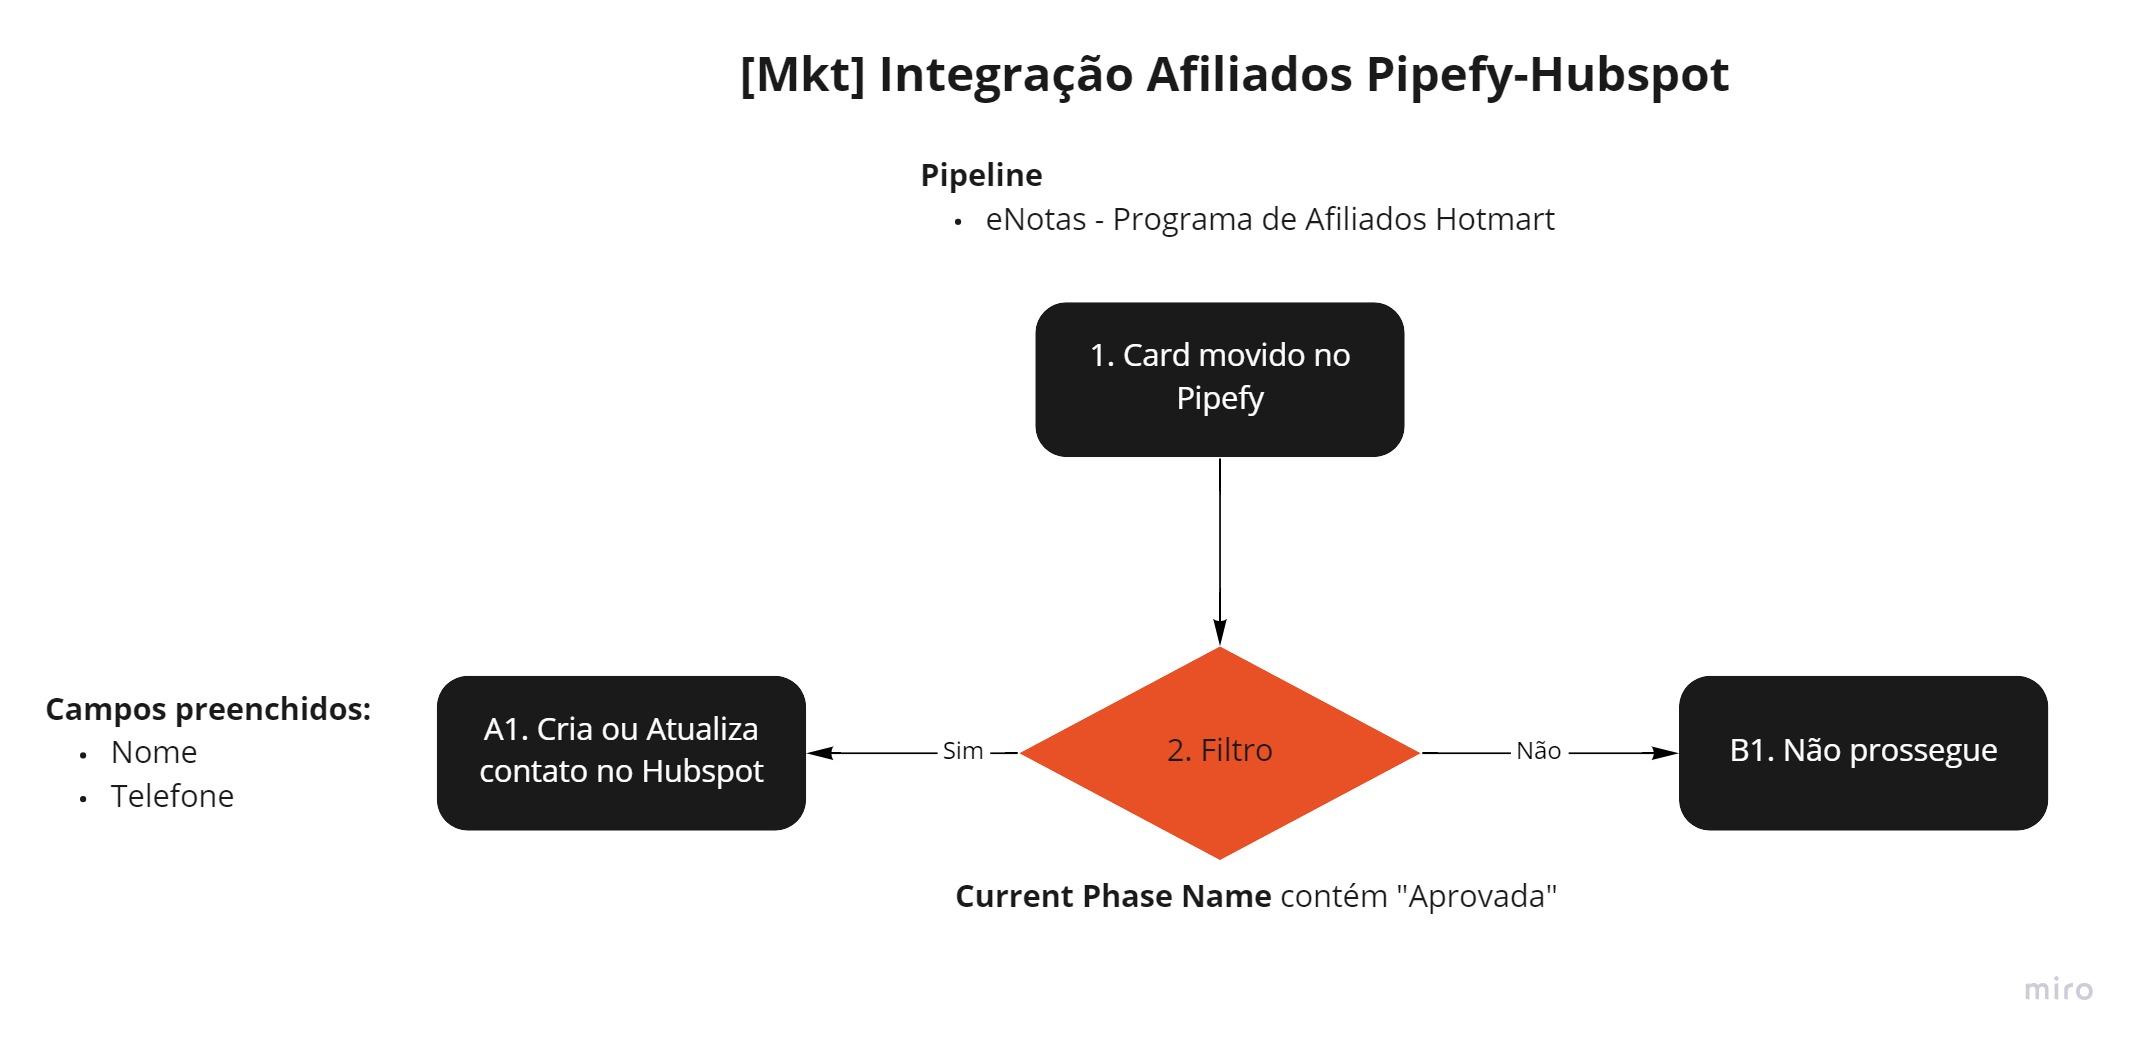 [Mkt] Integração Afiliados Pipefy-Hubspot
Pipeline
• eNotas - Programa de Afiliados Hotmart
1. Card movido no
Pipefy
Campos preenchidos:
• Nome
• Telefone
A1. Cria ou Atualiza
contato no Hubspot
Sim
2. Filtro
Não
B1. Não prossegue
Current Phase Name contém "Aprovada"
miro